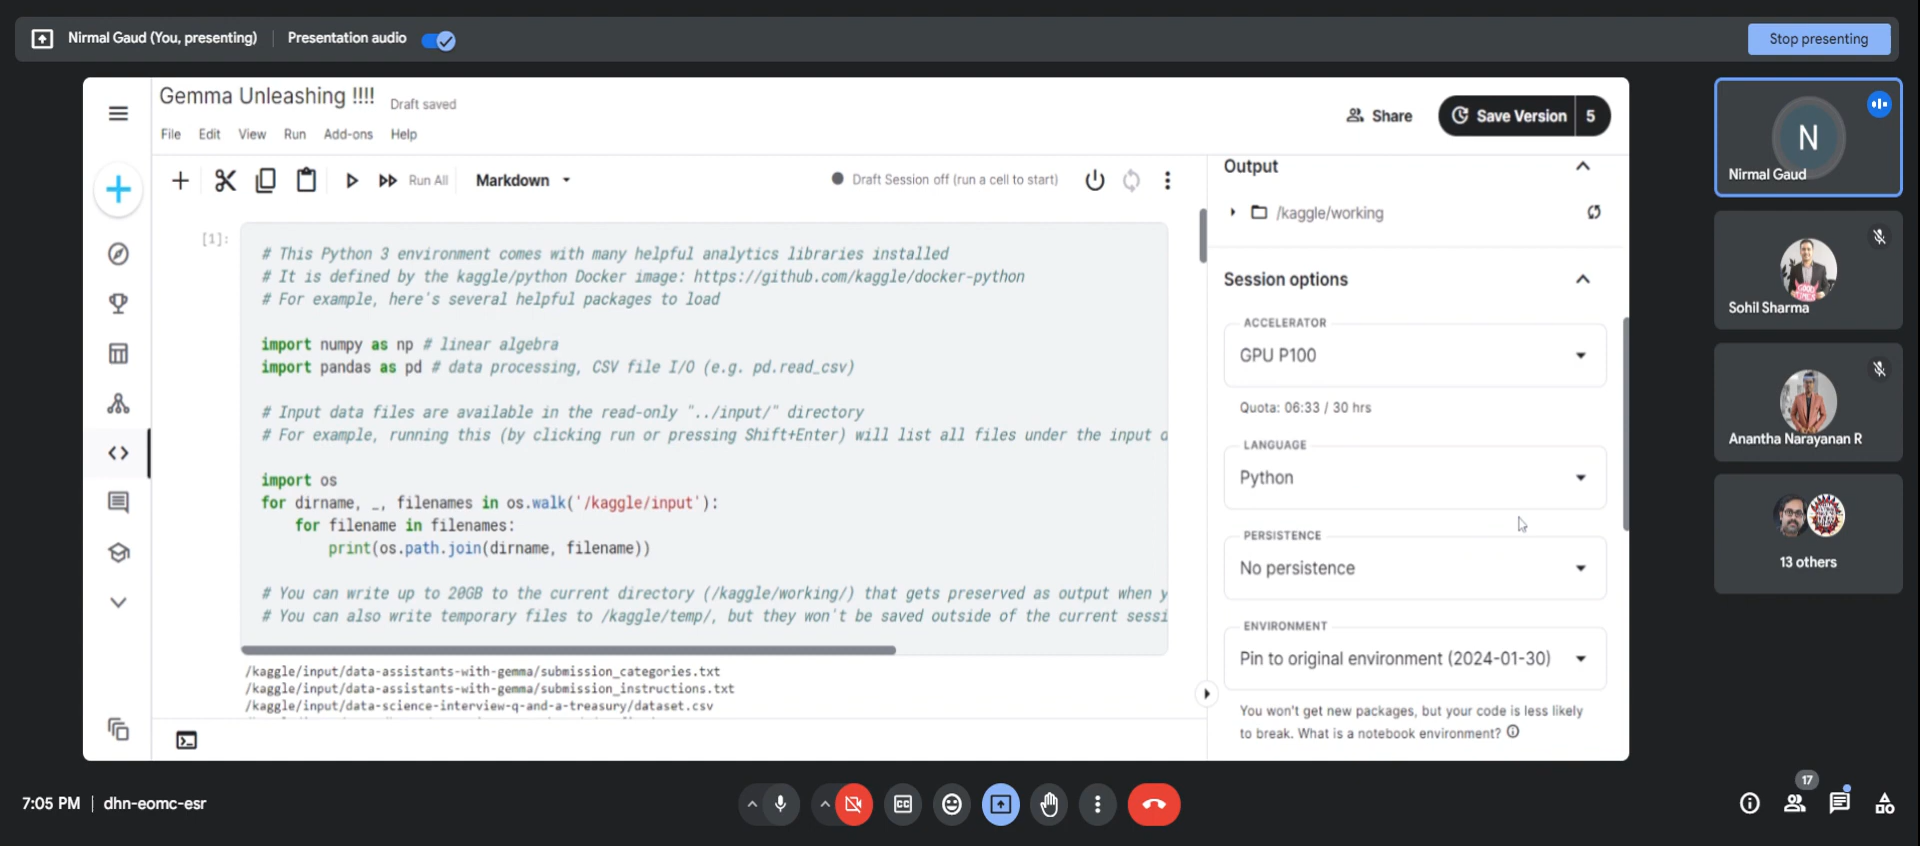 Nirmal Gaud (You, presenting)
Presentation audio
Stop presenting
Gemma Unleashing !!!!
Draft saved
File Edit View Run Add-ons Help
Share
Save Version
5
Run All
Markdown
Draft Session off (run a cell to start)
[1]:
# This Python 3 environment comes with many helpful analytics libraries installed
# It is defined by the kaggle/python Docker image: https://github.com/kaggle/docker-python
# For example, here's several helpful packages to load
import numpy as np # linear algebra
import pandas as pd # data processing, CSV file I/O (e.g. pd.read_csv)
# Input data files are available in the read-only "../input/" directory
# For example, running this (by clicking run or pressing Shift+Enter) will list all files under the input d
import os
for dirname, _, filenames in os.walk('/kaggle/input'):
    for filename in filenames:
        print(os.path.join(dirname, filename))
# You can write up to 20GB to the current directory (/kaggle/working/) that gets preserved as output when y
# You can also write temporary files to /kaggle/temp/, but they won't be saved outside of the current sessi
/kaggle/input/data-assistants-with-gemma/submission_categories.txt
/kaggle/input/data-assistants-with-gemma/submission_instructions.txt
/kaggle/input/data-science-interview-q-and-a-treasury/dataset.csv
Output
/kaggle/working
Session options
ACCELERATOR
GPU P100
Quota: 06:33 / 30 hrs
LANGUAGE
Python
PERSISTENCE
No persistence
ENVIRONMENT
Pin to original environment (2024-01-30)
You won't get new packages, but your code is less likely
to break. What is a notebook environment?
N
Nirmal Gaud
Sohil Sharma
Anantha Narayanan R
13 others
7:05 PM
dhn-eomc-esr
CC
17